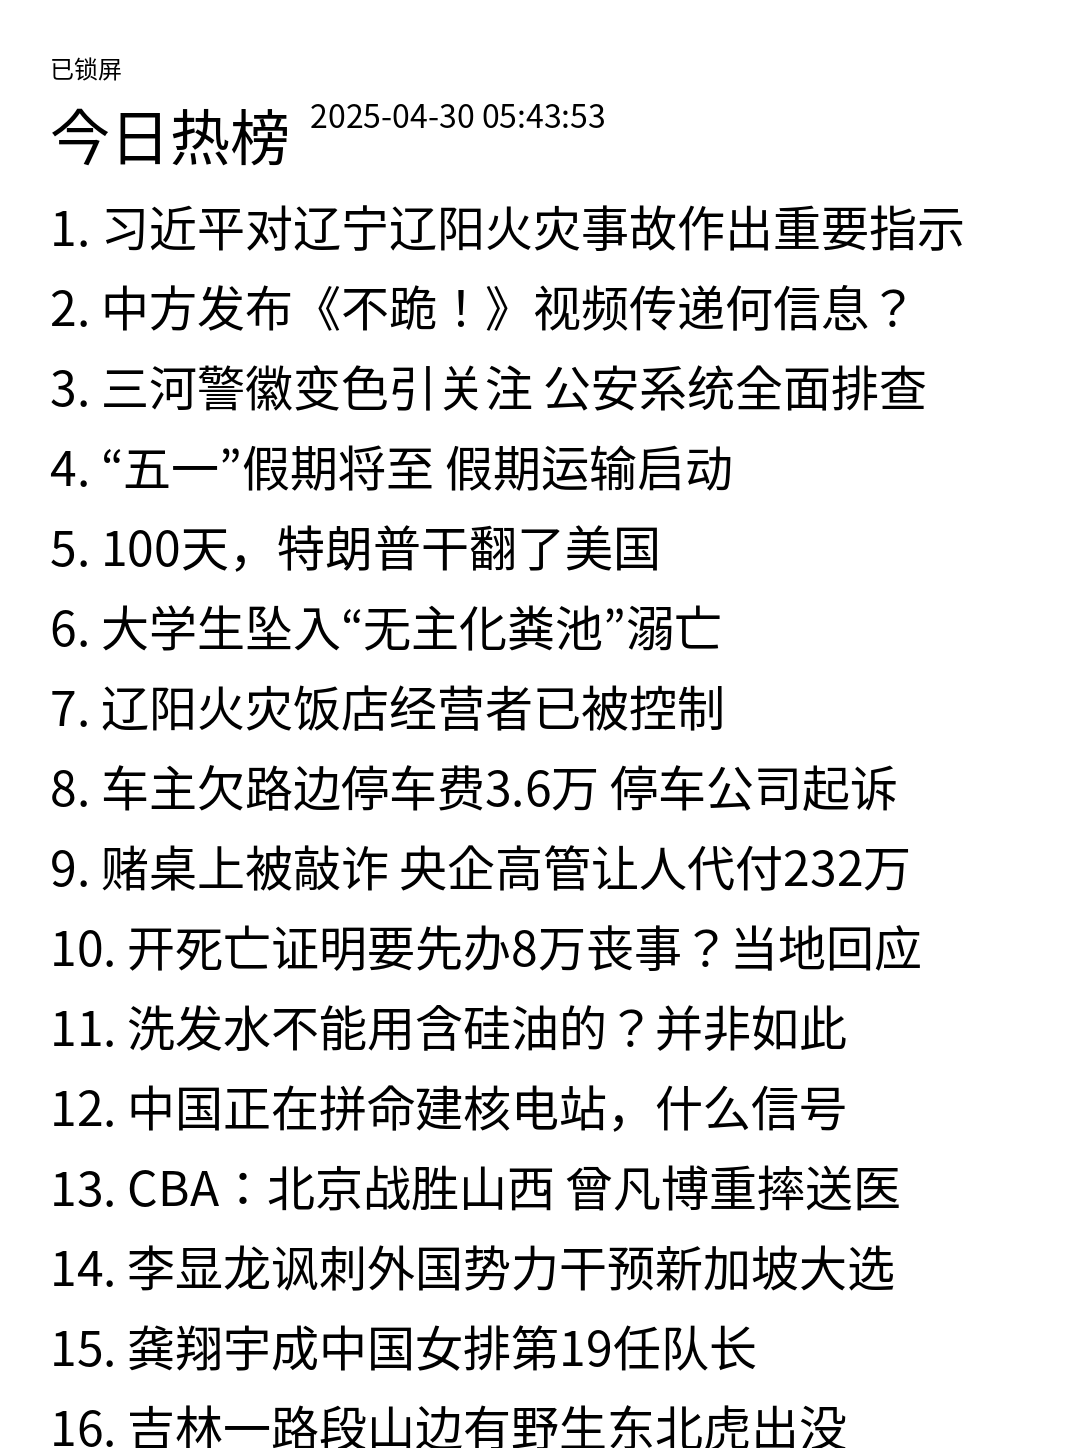 已锁屏
今日热榜 2025-04-30 05:43:53
1. 习近平对辽宁辽阳火灾事故作出重要指示
2. 中方发布《不跪！》视频传递何信息？
3. 三河警徽变色引关注 公安系统全面排查
4. “五一”假期将至 假期运输启动
5. 100天，特朗普干翻了美国
6. 大学生坠入“无主化粪池”溺亡
7. 辽阳火灾饭店经营者已被控制
8. 车主欠路边停车费3.6万 停车公司起诉
9. 赌桌上被敲诈 央企高管让人代付232万
10. 开死亡证明要先办8万丧事？当地回应
11. 洗发水不能用含硅油的？并非如此
12. 中国正在拼命建核电站，什么信号
13. CBA：北京战胜山西 曾凡博重摔送医
14. 李显龙讽刺外国势力干预新加坡大选
15. 龚翔宇成中国女排第19任队长
16. 吉林一路段山边有野生东北虎出没